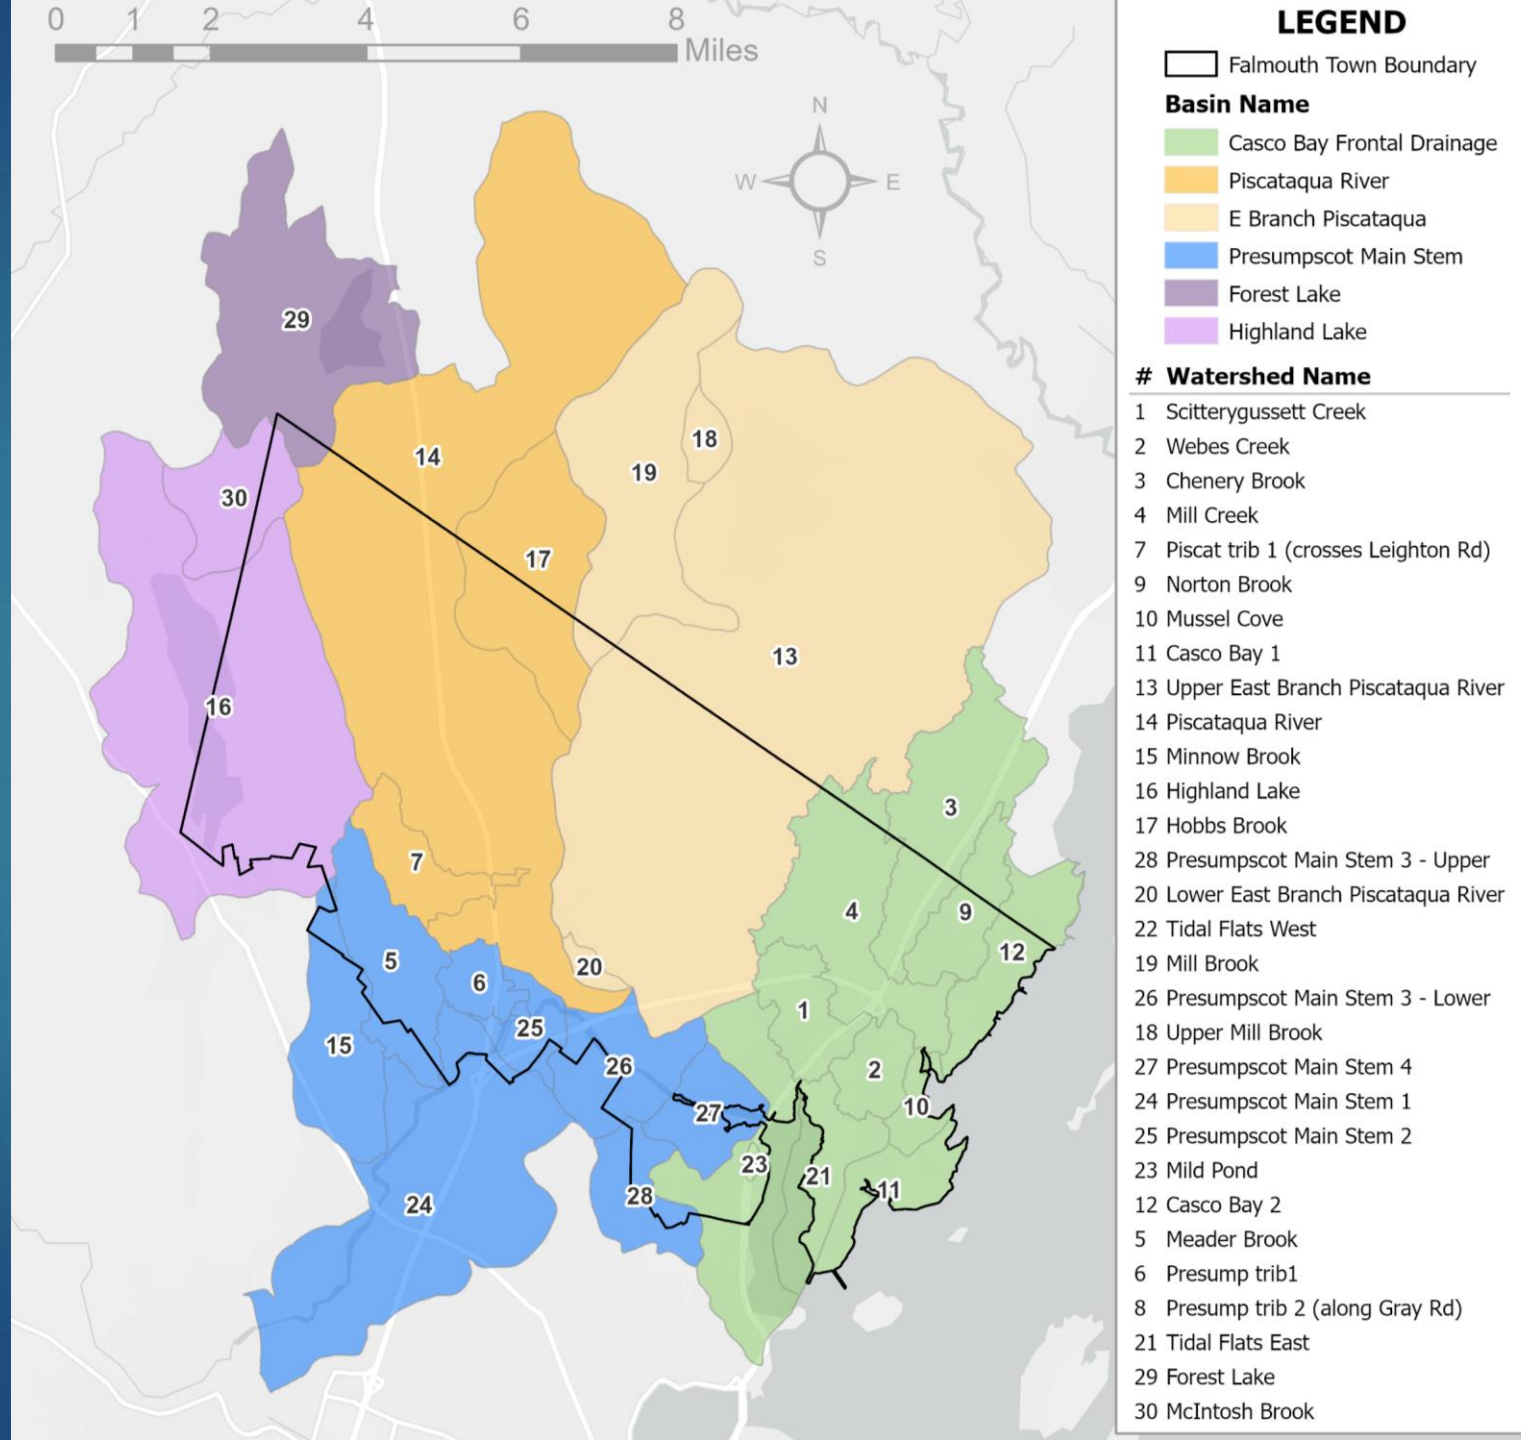 0 1 2 4 6 8
Miles
N
W E
S
29
18
14
19
30
17
13
16
3
7
4
9
12
5
20
6
1
25
15
26
2
10
27
23
21
11
28
24
LEGEND
Falmouth Town Boundary
Basin Name
Casco Bay Frontal Drainage
Piscataqua River
E Branch Piscataqua
Presumpscot Main Stem
Forest Lake
Highland Lake
# Watershed Name
1 Scitterygussett Creek
2 Webes Creek
3 Chenery Brook
4 Mill Creek
7 Piscat trib 1 (crosses Leighton Rd)
9 Norton Brook
10 Mussel Cove
11 Casco Bay 1
13 Upper East Branch Piscataqua River
14 Piscataqua River
15 Minnow Brook
16 Highland Lake
17 Hobbs Brook
28 Presumpscot Main Stem 3 - Upper
20 Lower East Branch Piscataqua River
22 Tidal Flats West
19 Mill Brook
26 Presumpscot Main Stem 3 - Lower
18 Upper Mill Brook
27 Presumpscot Main Stem 4
24 Presumpscot Main Stem 1
25 Presumpscot Main Stem 2
23 Mild Pond
12 Casco Bay 2
5 Meader Brook
6 Presump trib1
8 Presump trib 2 (along Gray Rd)
21 Tidal Flats East
29 Forest Lake
30 McIntosh Brook